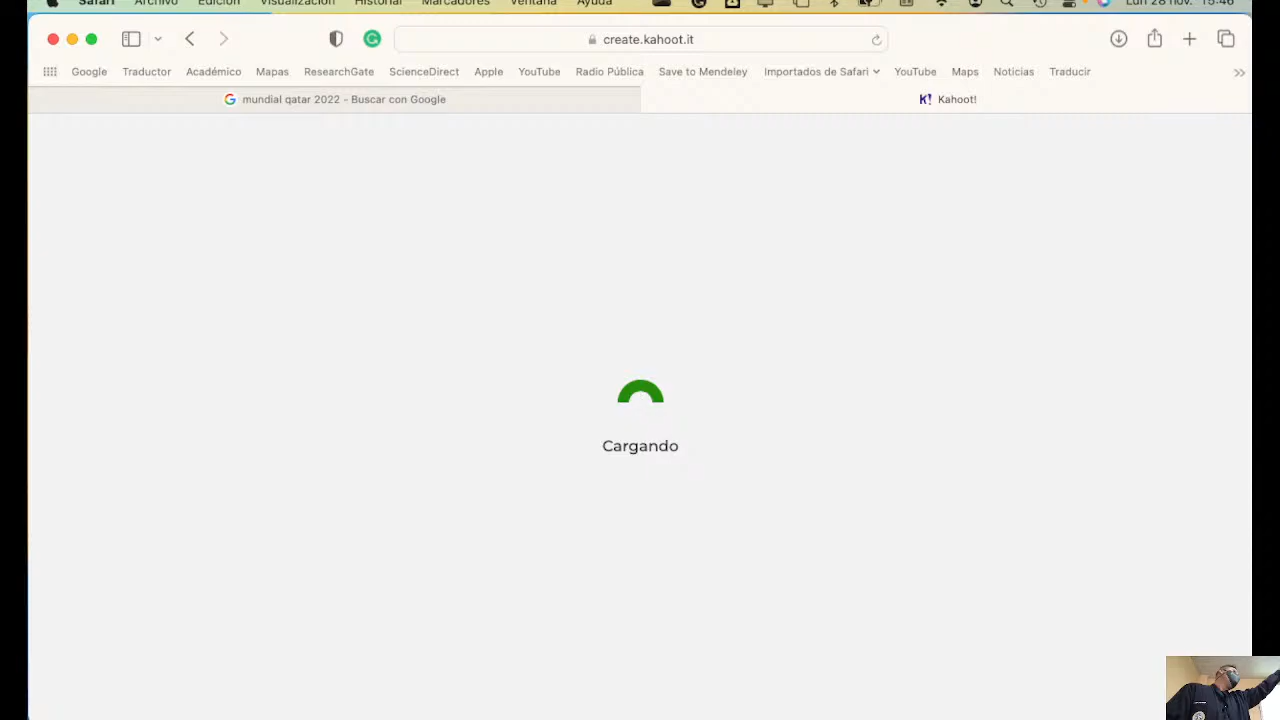 Safari Archivo Edición Visualización Historial Marcadores Ventana Ayuda Lun 28 nov. 15:46
create.kahoot.it
Google Traductor Académico Mapas ResearchGate ScienceDirect Apple YouTube Radio Pública Save to Mendeley Importados de Safari YouTube Maps Noticias Traducir
mundial qatar 2022 - Buscar con Google K! Kahoot!
Cargando